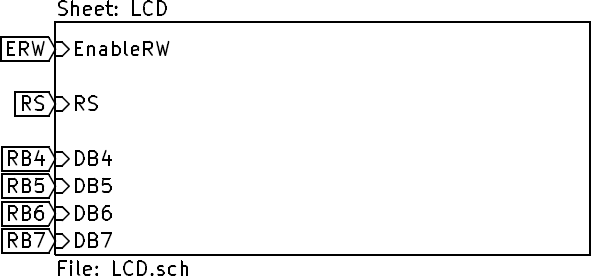 Sheet: LCD
ERW EnableRW
RS RS
RB4 DB4
RB5 DB5
RB6 DB6
RB7 DB7
File: LCD.sch